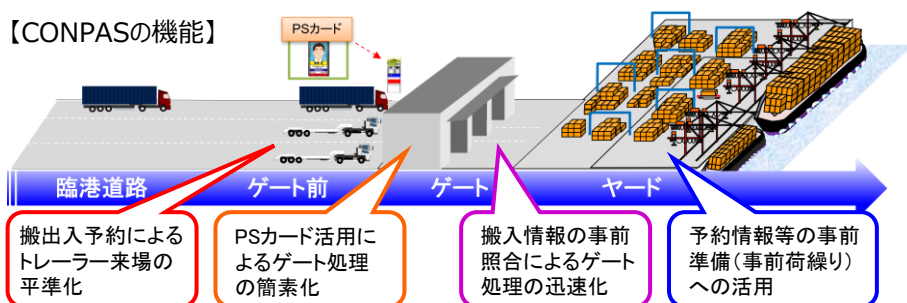 【CONPASの機能】
PSカード
臨港道路
ゲート前
ゲート
ヤード
搬出入予約による
トレーラー来場の
平準化
PSカード活用に
よるゲート処理
の簡素化
搬入情報の事前
照合によるゲート
処理の迅速化
予約情報等の事前
準備(事前荷繰り)
への活用